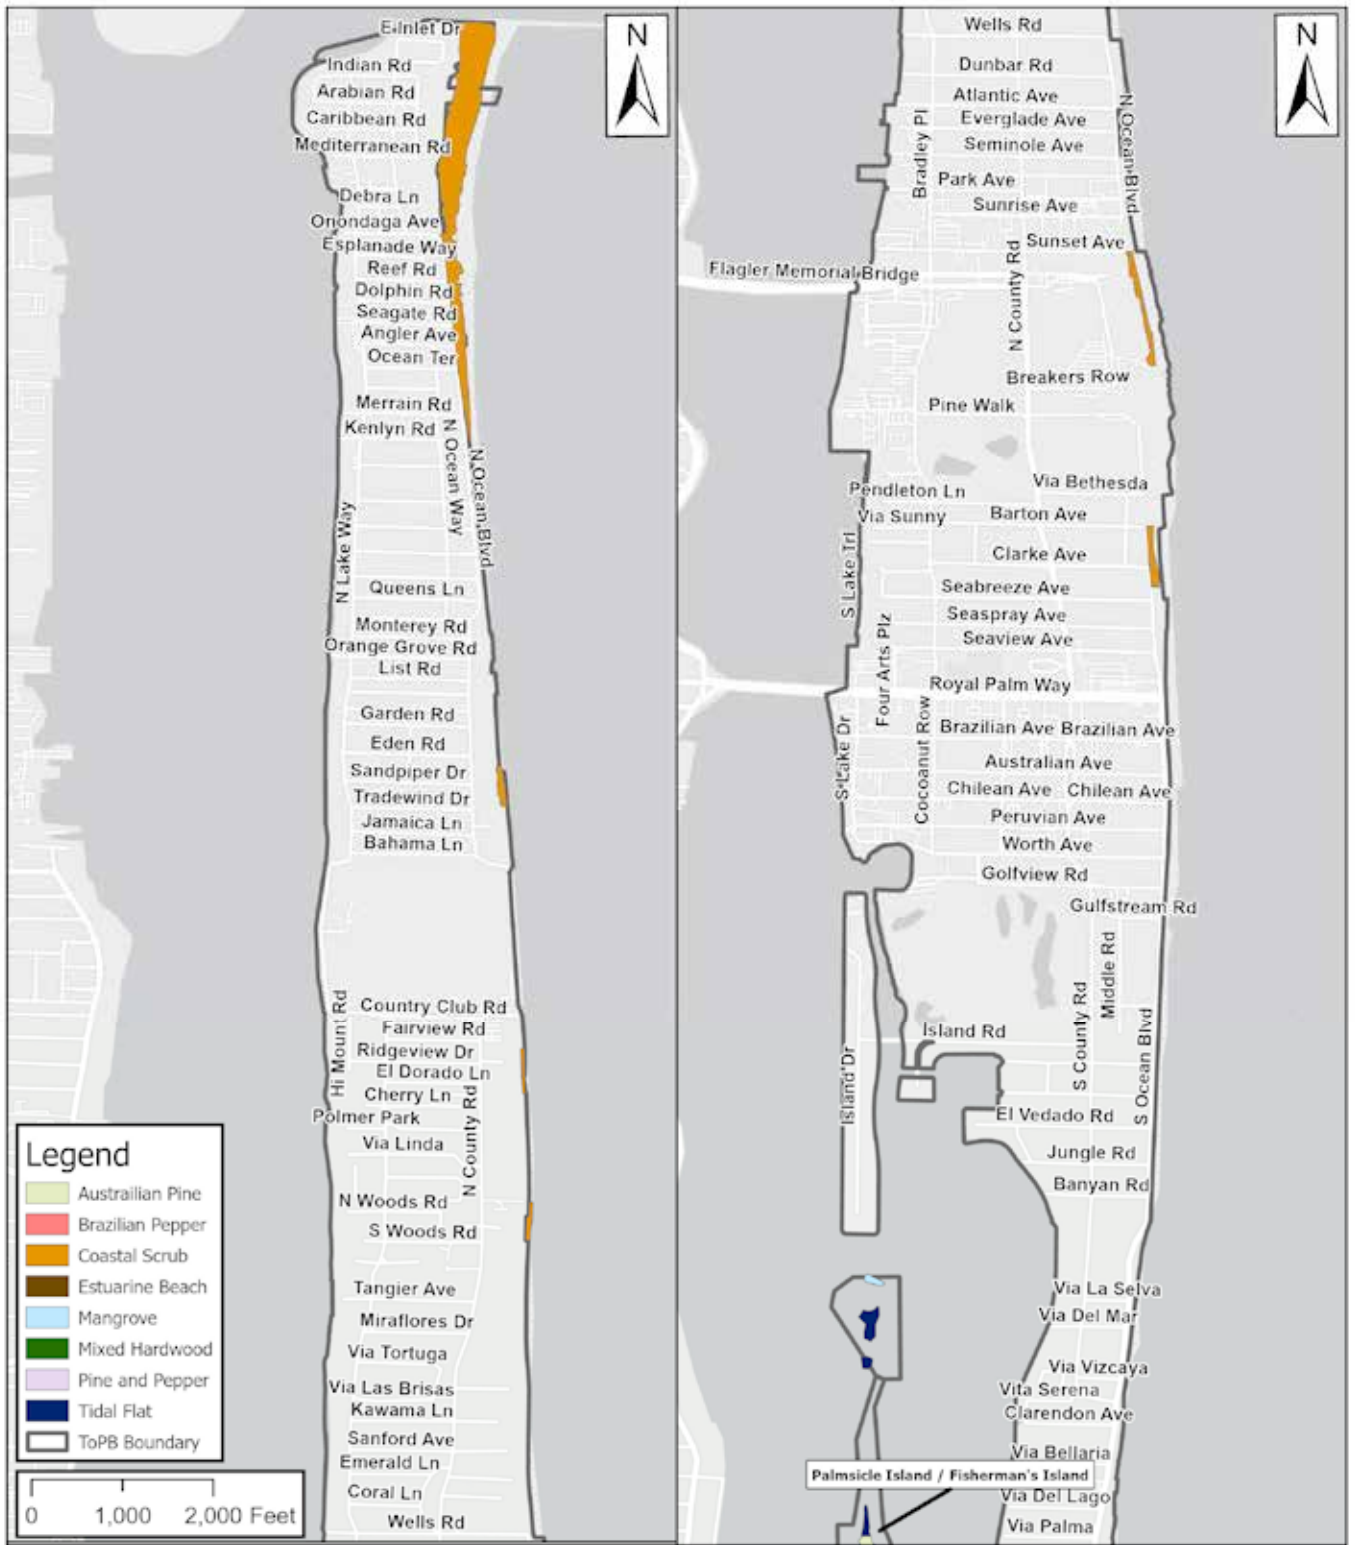 E Inlet Dr
Indian Rd
Arabian Rd
Caribbean Rd
Mediterranean Rd
Debra Ln
Onondaga Ave
Esplanade Way
Reef Rd
Dolphin Rd
Seagate Rd
Angler Ave
Ocean Ter
Merrain Rd
Kenlyn Rd
N Ocean Way
N Ocean Blvd
N Lake Way
Queens Ln
Monterey Rd
Orange Grove Rd
List Rd
Garden Rd
Eden Rd
Sandpiper Dr
Tradewind Dr
Jamaica Ln
Bahama Ln
Hi Mount Rd
Country Club Rd
Fairview Rd
Ridgeview Dr
El Dorado Ln
Cherry Ln
Polmer Park
Via Linda
N County Rd
N Woods Rd
S Woods Rd
Tangier Ave
Miraflores Dr
Via Tortuga
Via Las Brisas
Kawama Ln
Sanford Ave
Emerald Ln
Coral Ln
Wells Rd
N
Legend
Austrailian Pine
Brazilian Pepper
Coastal Scrub
Estuarine Beach
Mangrove
Mixed Hardwood
Pine and Pepper
Tidal Flat
ToPB Boundary
0 1,000 2,000 Feet
N
Wells Rd
Dunbar Rd
Atlantic Ave
Everglade Ave
Seminole Ave
Bradley Pl
N Ocean Blvd
Park Ave
Sunrise Ave
Sunset Ave
Flagler Memorial Bridge
N County Rd
Breakers Row
Pine Walk
Via Bethesda
Pendleton Ln
Via Sunny
Barton Ave
Clarke Ave
S Lake Trl
Seabreeze Ave
Seaspray Ave
Seaview Ave
Four Arts Plz
Royal Palm Way
Cocoanut Row
S Lake Dr
Brazilian Ave Brazilian Ave
Australian Ave
Chilean Ave Chilean Ave
Peruvian Ave
Worth Ave
Golfview Rd
Gulfstream Rd
Middle Rd
S County Rd
S Ocean Blvd
Island Rd
Island Dr
El Vedado Rd
Jungle Rd
Banyan Rd
Via La Selva
Via Del Mar
Via Vizcaya
Vita Serena
Clarendon Ave
Via Bellaria
Palmsicle Island / Fisherman's Island
Via Del Lago
Via Palma